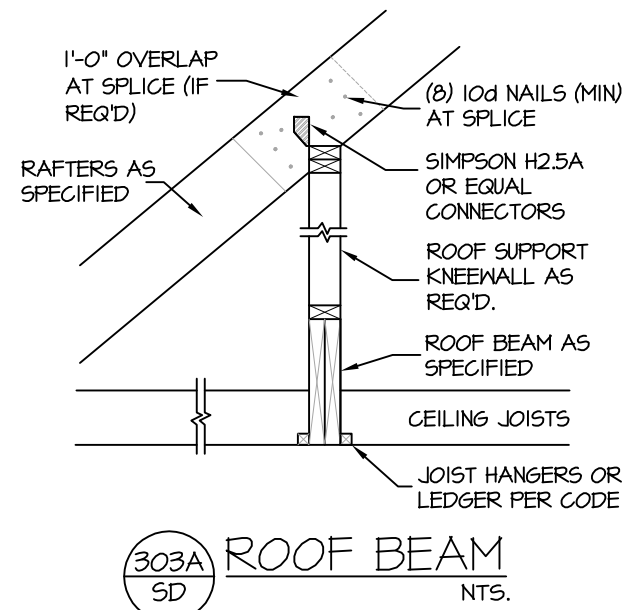 1'-0" OVERLAP
AT SPLICE (IF
REQ'D)
(8) 10d NAILS (MIN)
AT SPLICE
RAFTERS AS
SPECIFIED
SIMPSON H2.5A
OR EQUAL
CONNECTORS
ROOF SUPPORT
KNEEWALL AS
REQ'D.
ROOF BEAM AS
SPECIFIED
CEILING JOISTS
JOIST HANGERS OR
LEDGER PER CODE
303A
SD
ROOF BEAM
NTS.